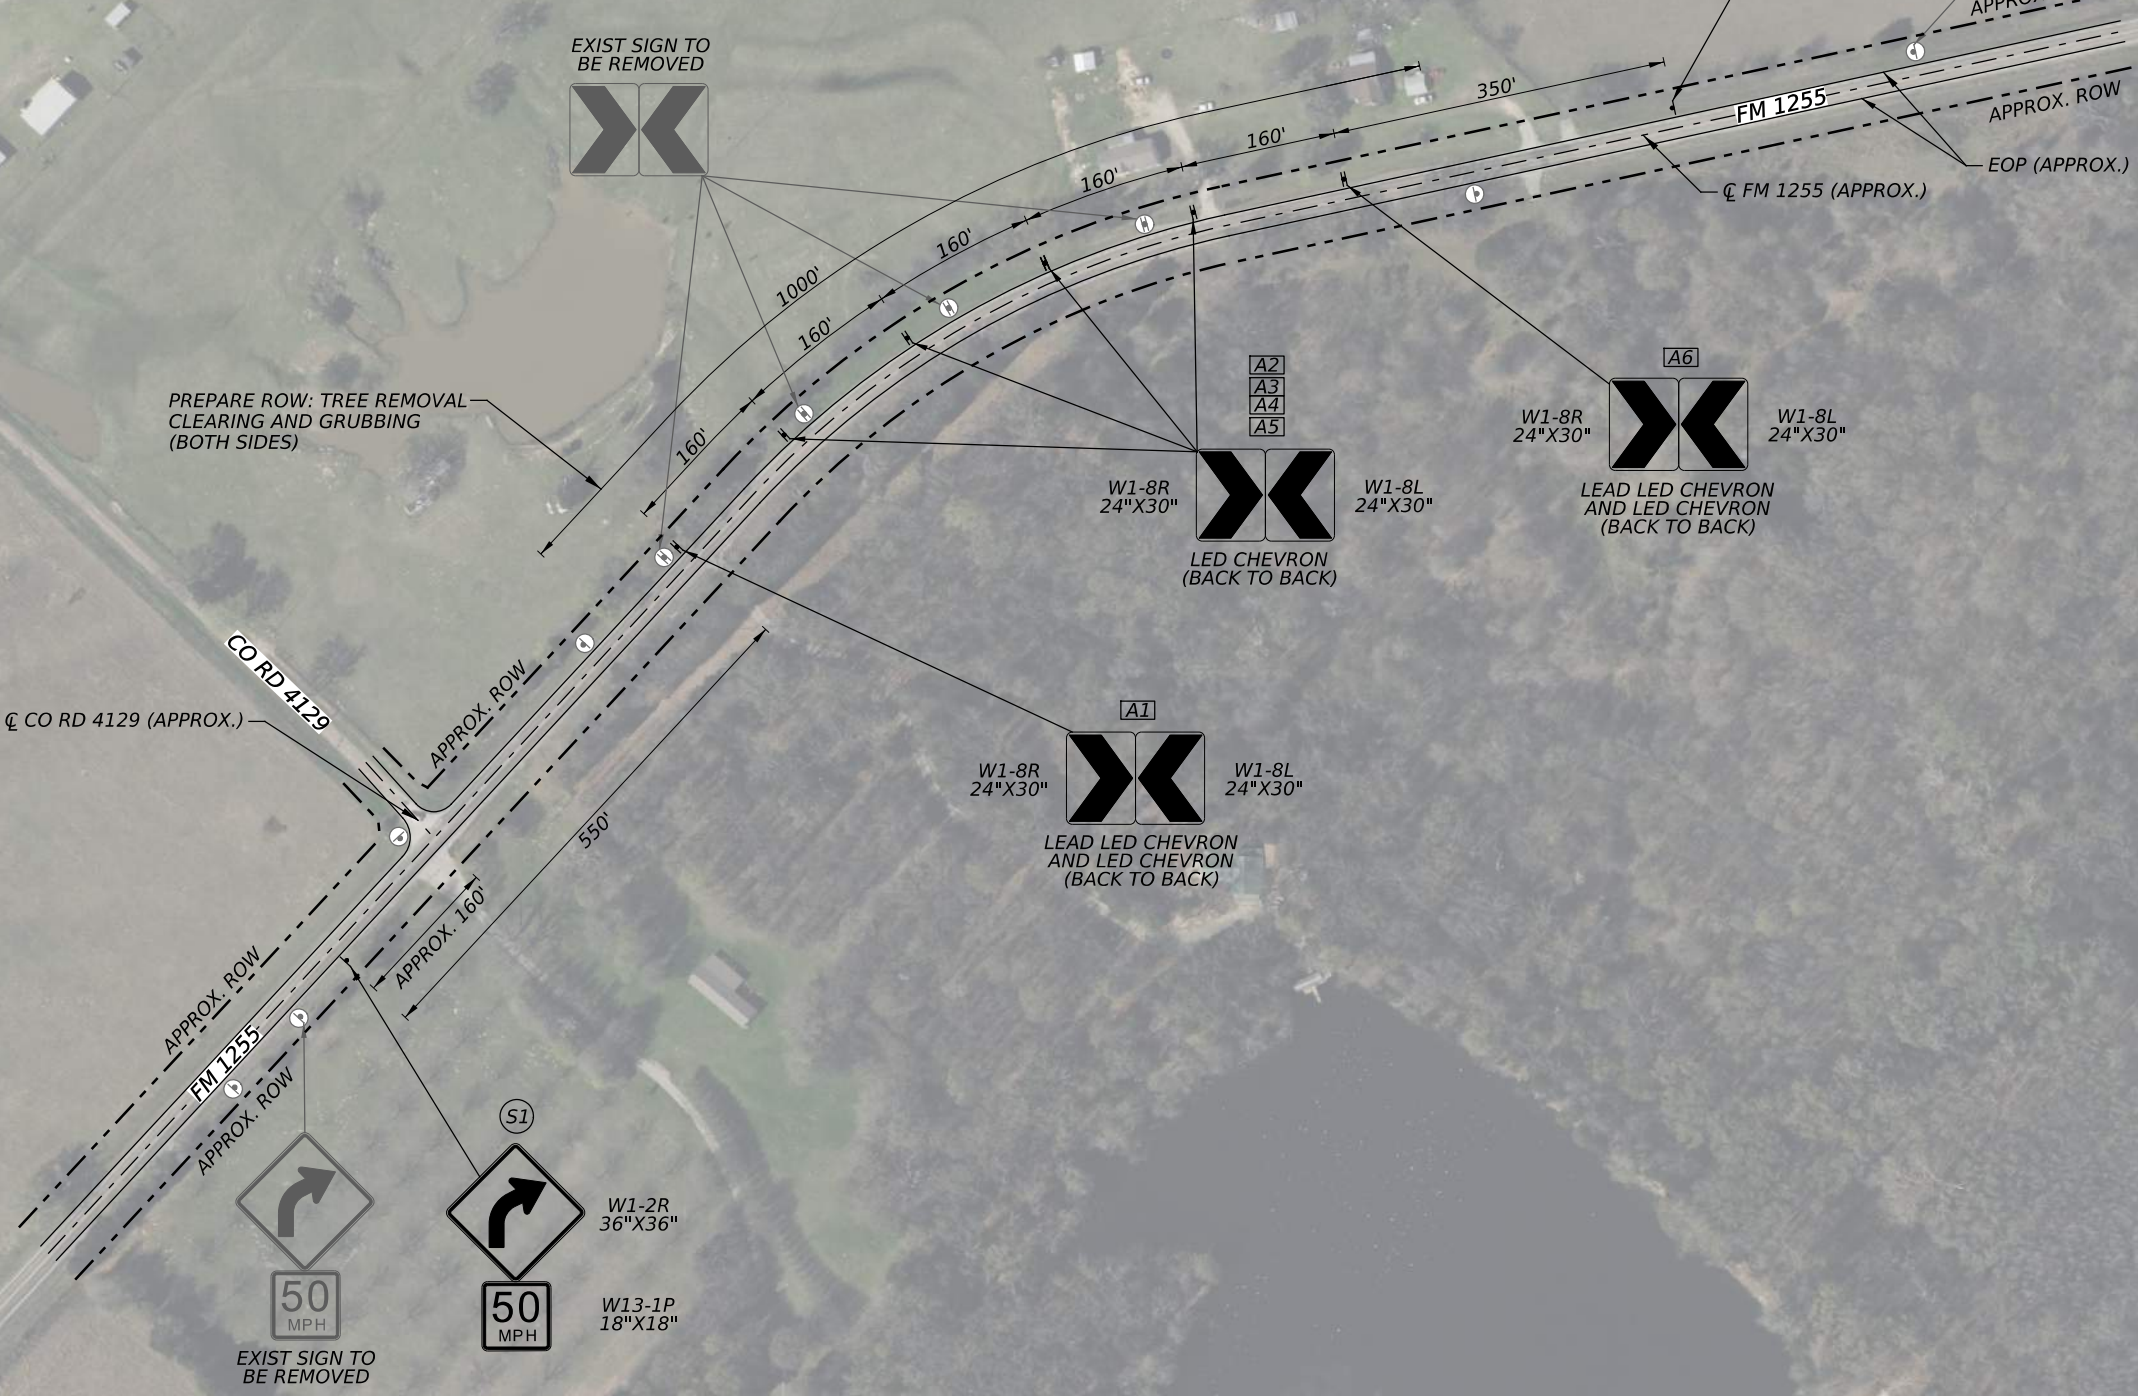 EXIST SIGN TO
BE REMOVED
APPROX. ROW
350'
160'
160'
160'
160'
160'
1000'
FM 1255
EOP (APPROX.)
℄ FM 1255 (APPROX.)
PREPARE ROW: TREE REMOVAL
CLEARING AND GRUBBING
(BOTH SIDES)
A2
A3
A4
A5
W1-8R
24"X30"
W1-8L
24"X30"
LED CHEVRON
(BACK TO BACK)
A6
W1-8R
24"X30"
W1-8L
24"X30"
LEAD LED CHEVRON
AND LED CHEVRON
(BACK TO BACK)
CO RD 4129
℄ CO RD 4129 (APPROX.)
APPROX. ROW
A1
W1-8R
24"X30"
W1-8L
24"X30"
LEAD LED CHEVRON
AND LED CHEVRON
(BACK TO BACK)
550'
APPROX. 160'
APPROX. ROW
FM 1255
APPROX. ROW
S1
W1-2R
36"X36"
50
MPH
W13-1P
18"X18"
50
MPH
EXIST SIGN TO
BE REMOVED